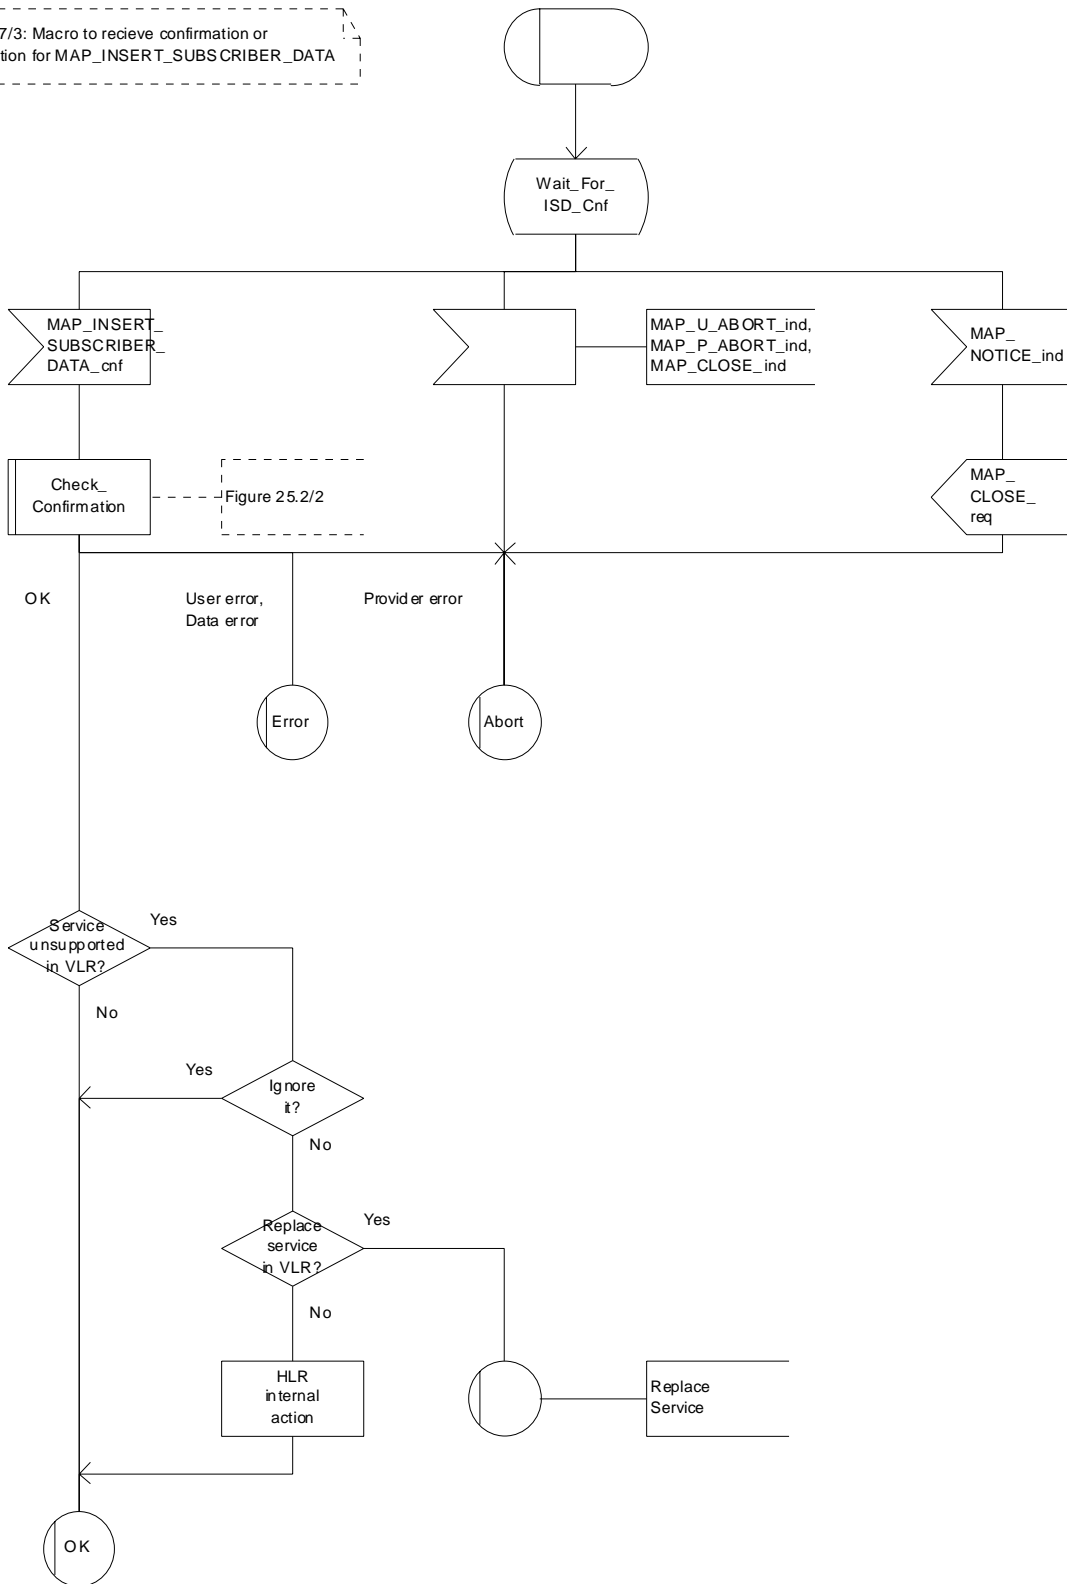 7/3: Macro to recieve confirmation or
tion for MAP_INSERT_SUBSCRIBER_DATA
Wait_For_
ISD_Cnf
MAP_INSERT_
SUBSCRIBER_
DATA_cnf
MAP_U_ABORT_ind,
MAP_P_ABORT_ind,
MAP_CLOSE_ind
MAP_
NOTICE_ind
Check_
Confirmation
Figure 25.2/2
MAP_
CLOSE_
req
OK
User error,
Data error
Provider error
Error
Abort
Service
unsupported
in VLR?
Yes
No
Yes
Ignore
it?
No
Replace
service
in VLR?
Yes
No
HLR
internal
action
Replace
Service
OK